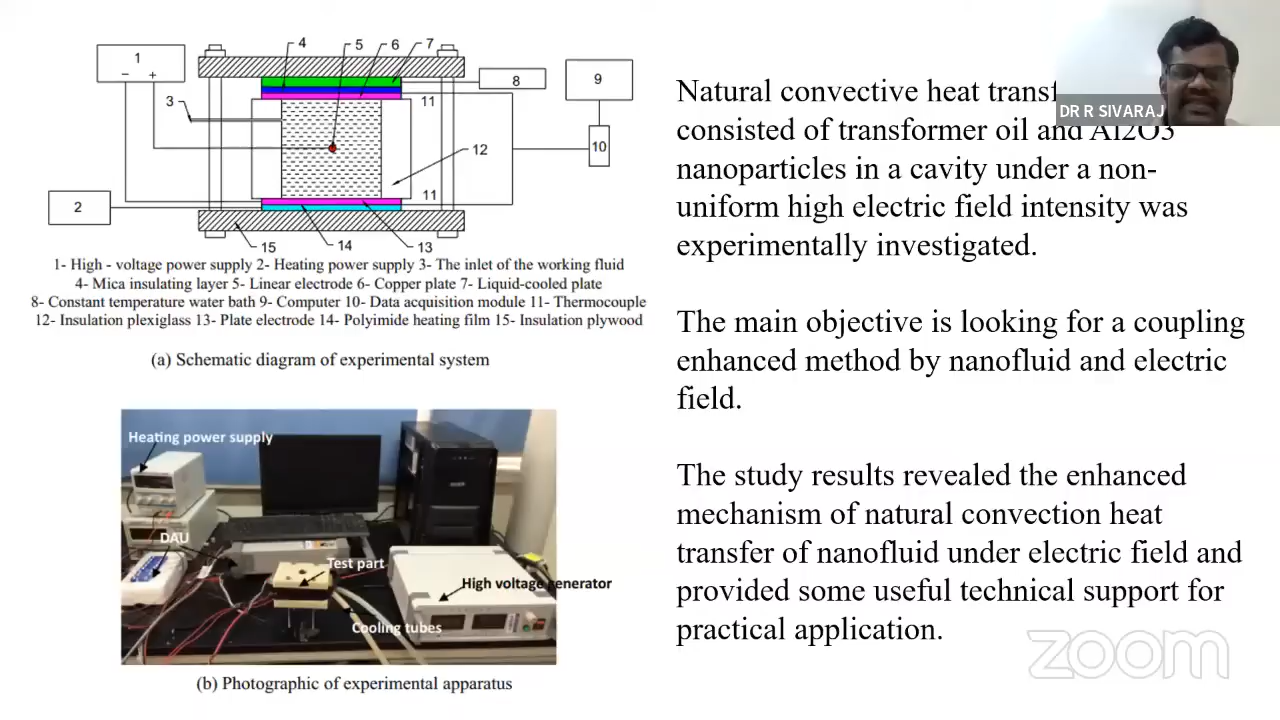 1
− +
2
3
4
5
6
7
8
9
10
11
11
12
13
14
15
1- High - voltage power supply 2- Heating power supply 3- The inlet of the working fluid
4- Mica insulating layer 5- Linear electrode 6- Copper plate 7- Liquid-cooled plate
8- Constant temperature water bath 9- Computer 10- Data acquisition module 11- Thermocouple
12- Insulation plexiglass 13- Plate electrode 14- Polyimide heating film 15- Insulation plywood
(a) Schematic diagram of experimental system
Heating power supply
DAU
Test part
High voltage generator
Cooling tubes
(b) Photographic of experimental apparatus
Natural convective heat
consisted of transformer oil and Al2O3
nanoparticles in a cavity under a non-
uniform high electric field intensity was
experimentally investigated.
The main objective is looking for a coupling
enhanced method by nanofluid and electric
field.
The study results revealed the enhanced
mechanism of natural convection heat
transfer of nanofluid under electric field and
provided some useful technical support for
practical application.
DR R SIVARAJ
zoom